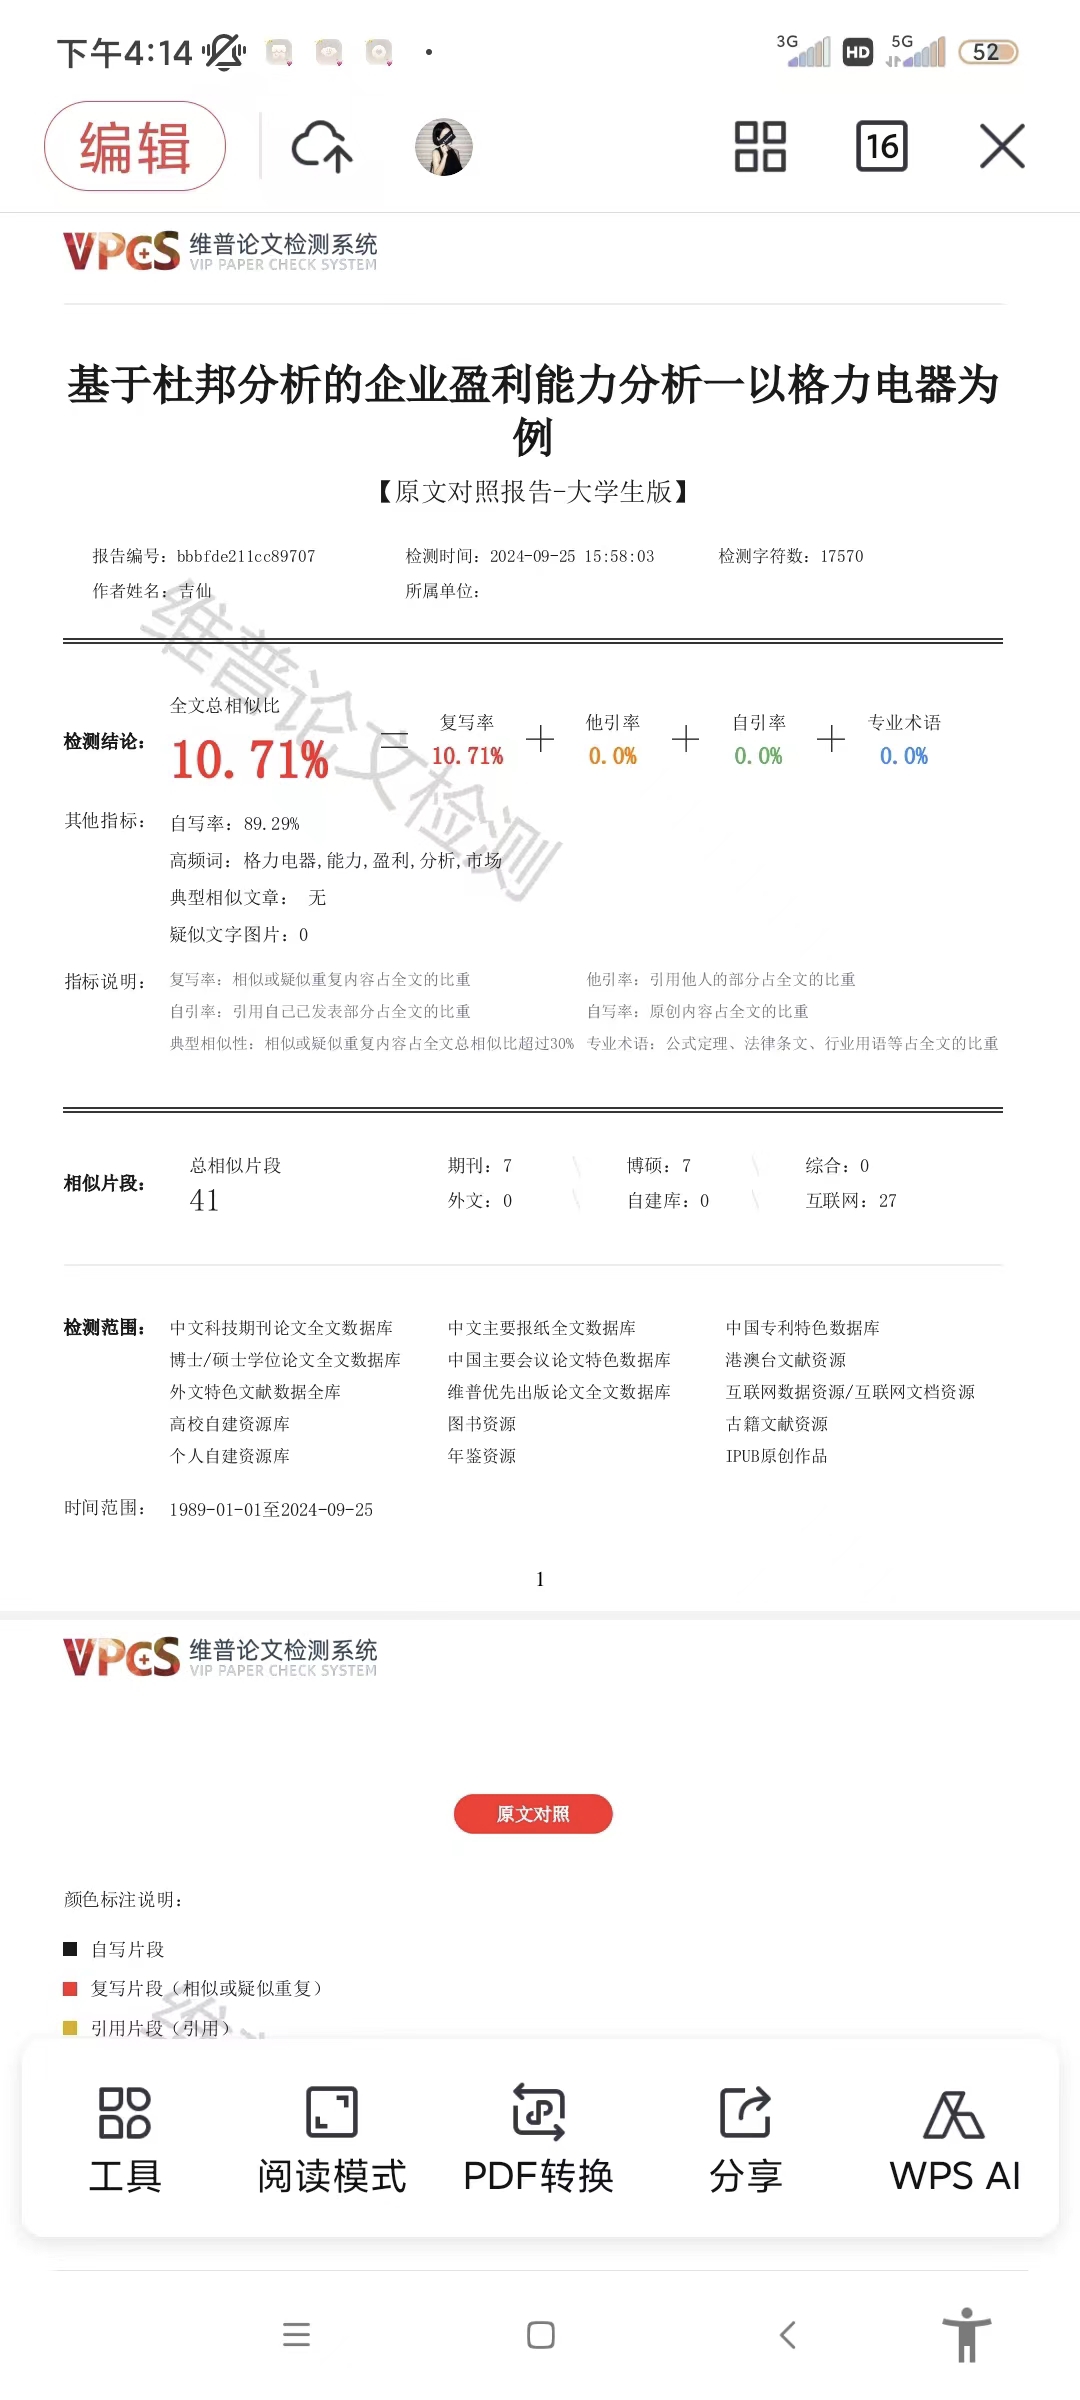 下午4:14
3G HD 5G 52
编辑
16
VPCS 维普论文检测系统
VIP PAPER CHECK SYSTEM
基于杜邦分析的企业盈利能力分析一以格力电器为
例
【原文对照报告-大学生版】
报告编号：bbbfde211cc89707 检测时间：2024-09-25 15:58:03 检测字符数：17570
作者姓名：吉仙 所属单位：
检测结论：
全文总相似比
10.71%
=
复写率
10.71%
+
他引率
0.0%
+
自引率
0.0%
+
专业术语
0.0%
其他指标： 自写率：89.29%
高频词：格力电器,能力,盈利,分析,市场
典型相似文章： 无
疑似文字图片：0
指标说明： 复写率：相似或疑似重复内容占全文的比重 他引率：引用他人的部分占全文的比重
自引率：引用自己已发表部分占全文的比重 自写率：原创内容占全文的比重
典型相似性：相似或疑似重复内容占全文总相似比超过30% 专业术语：公式定理、法律条文、行业用语等占全文的比重
相似片段：
总相似片段
41
期刊：7 \ 博硕：7 \ 综合：0
外文：0 \ 自建库：0 \ 互联网：27
检测范围： 中文科技期刊论文全文数据库 中文主要报纸全文数据库 中国专利特色数据库
博士/硕士学位论文全文数据库 中国主要会议论文特色数据库 港澳台文献资源
外文特色文献数据全库 维普优先出版论文全文数据库 互联网数据资源/互联网文档资源
高校自建资源库 图书资源 古籍文献资源
个人自建资源库 年鉴资源 IPUB原创作品
时间范围： 1989-01-01至2024-09-25
维普论文检测
1
VPCS 维普论文检测系统
VIP PAPER CHECK SYSTEM
原文对照
颜色标注说明：
自写片段
复写片段（相似或疑似重复）
引用片段（引用）
工具 阅读模式 PDF转换 分享 WPS AI